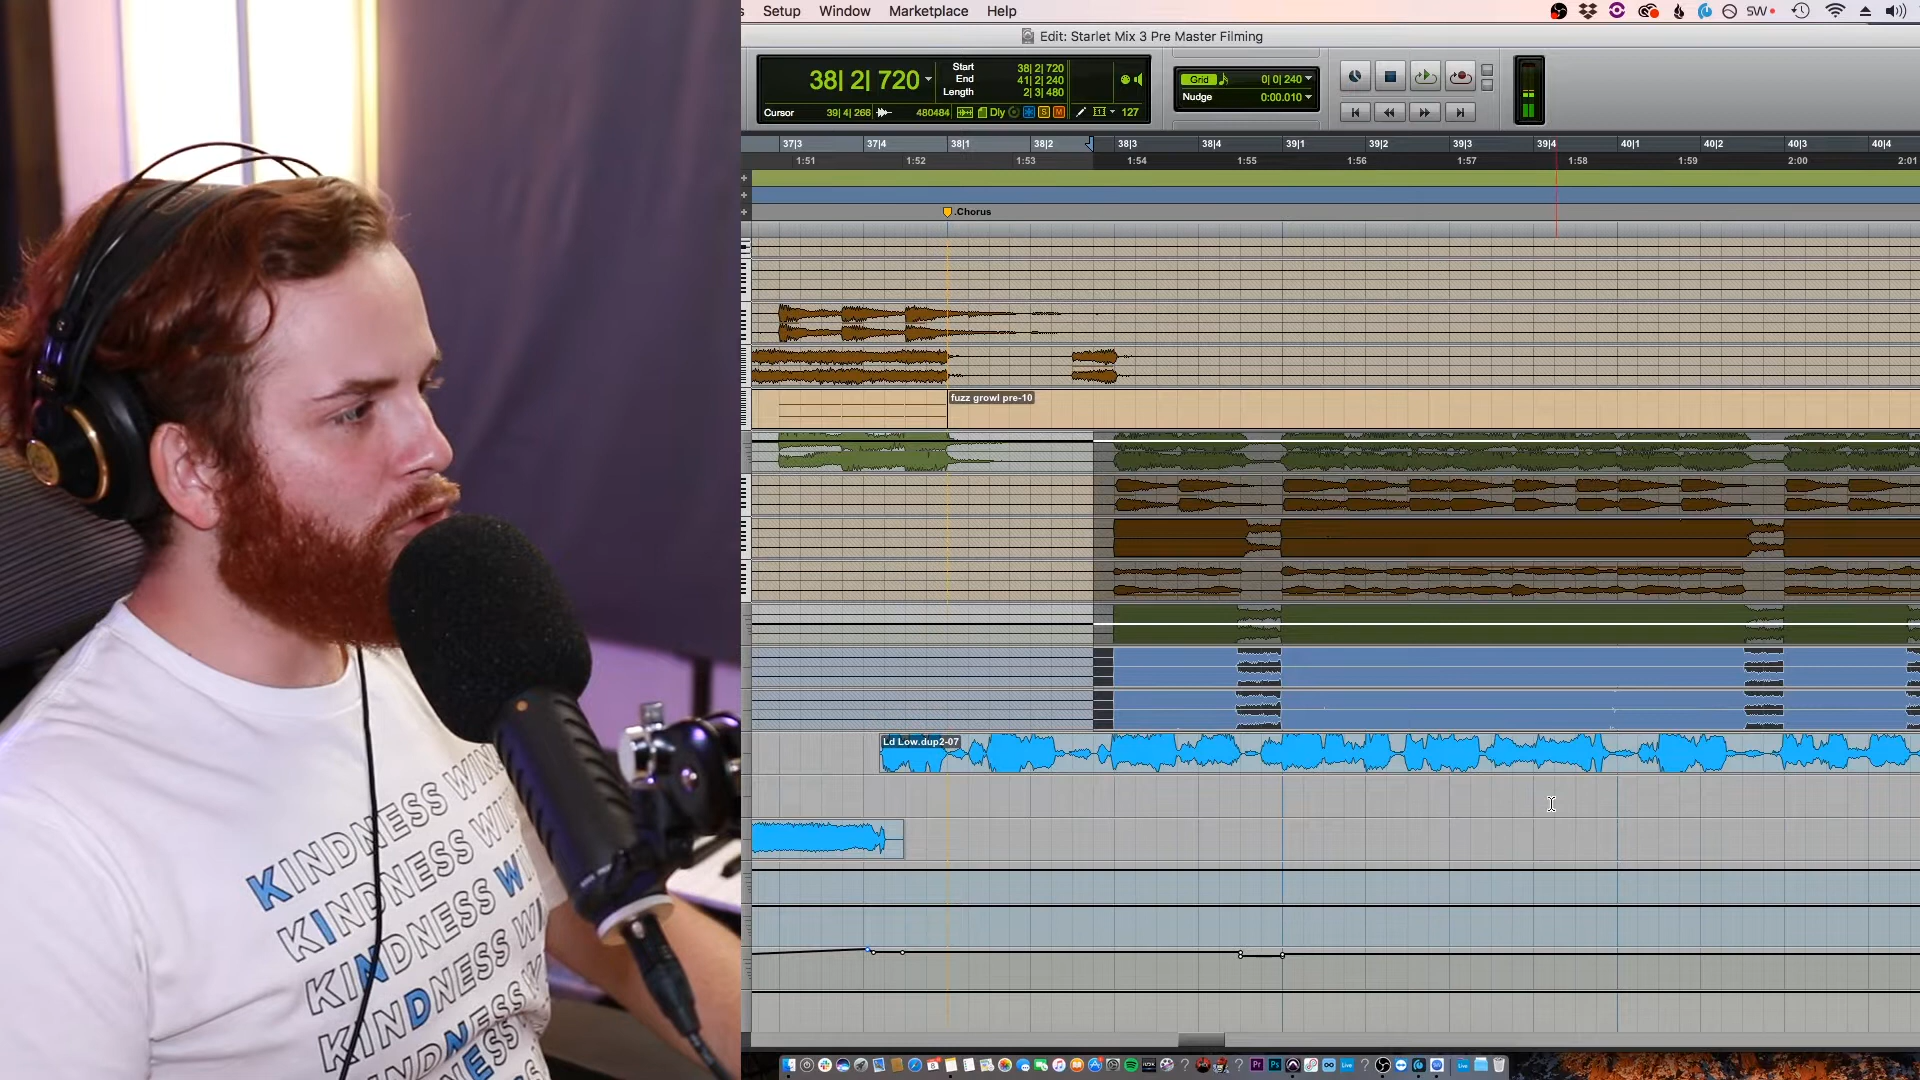 Setup Window Marketplace Help
SW
Edit: Starlet Mix 3 Pre Master Filming
38| 2| 720
Start 38| 2| 720
End 41| 2| 240
Length 2| 3| 480
Cursor 39| 4| 266 480484 Dly S M 127
Grid 0| 0| 240
Nudge 0:00.010
37|3 37|4 38|1 38|2 38|3 38|4 39|1 39|2 39|3 39|4 40|1 40|2 40|3 40|4
1:51 1:52 1:53 1:54 1:55 1:56 1:57 1:58 1:59 2:00 2:01
.Chorus
fuzz growl pre-10
Ld Low.dup2-07
KINDNESS WIN
KINDNESS WIN
KINDNESS W
KINDNESS
KINDNESS
KINDN